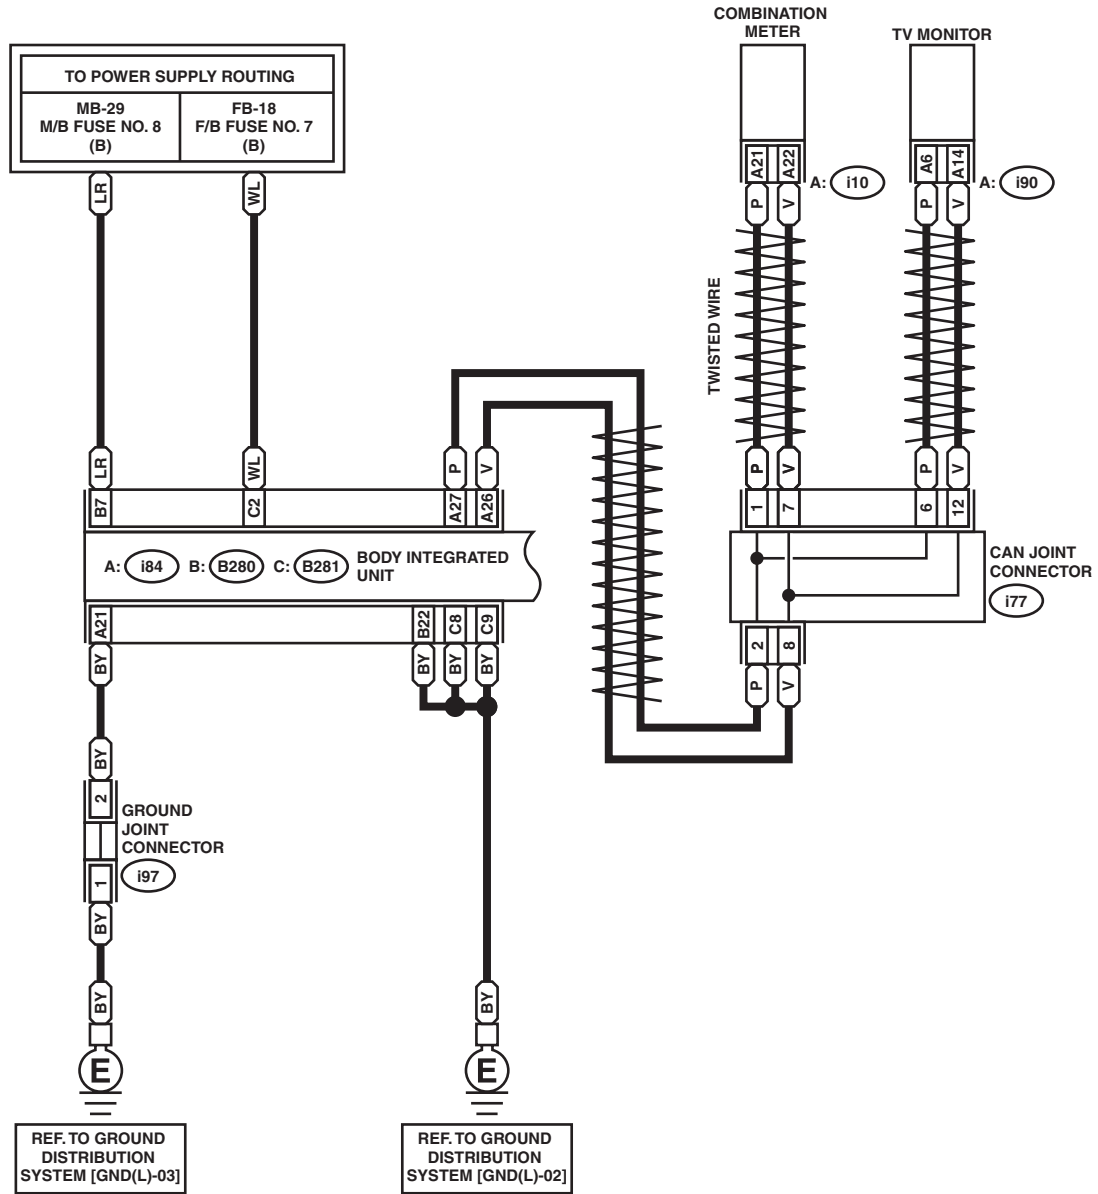 COMBINATION
METER
TV MONITOR
TO POWER SUPPLY ROUTING
MB-29
M/B FUSE NO. 8
(B)
FB-18
F/B FUSE NO. 7
(B)
A21
A22
A: i10
A6
A14
A: i90
LR
WL
P
V
P
V
TWISTED WIRE
LR
WL
P
V
P
V
P
V
B7
C2
A27
A26
1
7
6
12
A: i84 B: B280 C: B281
BODY INTEGRATED
UNIT
CAN JOINT
CONNECTOR
i77
A21
B22
C8
C9
2
8
BY
BY
BY
BY
P
V
BY
2
GROUND
JOINT
CONNECTOR
i97
1
BY
BY
BY
E
E
REF. TO GROUND
DISTRIBUTION
SYSTEM [GND(L)-03]
REF. TO GROUND
DISTRIBUTION
SYSTEM [GND(L)-02]